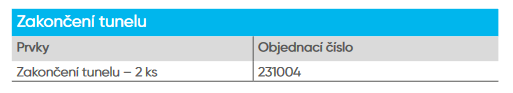 Zakončení tunelu
Prvky Objednací číslo
Zakončení tunelu – 2 ks 231004